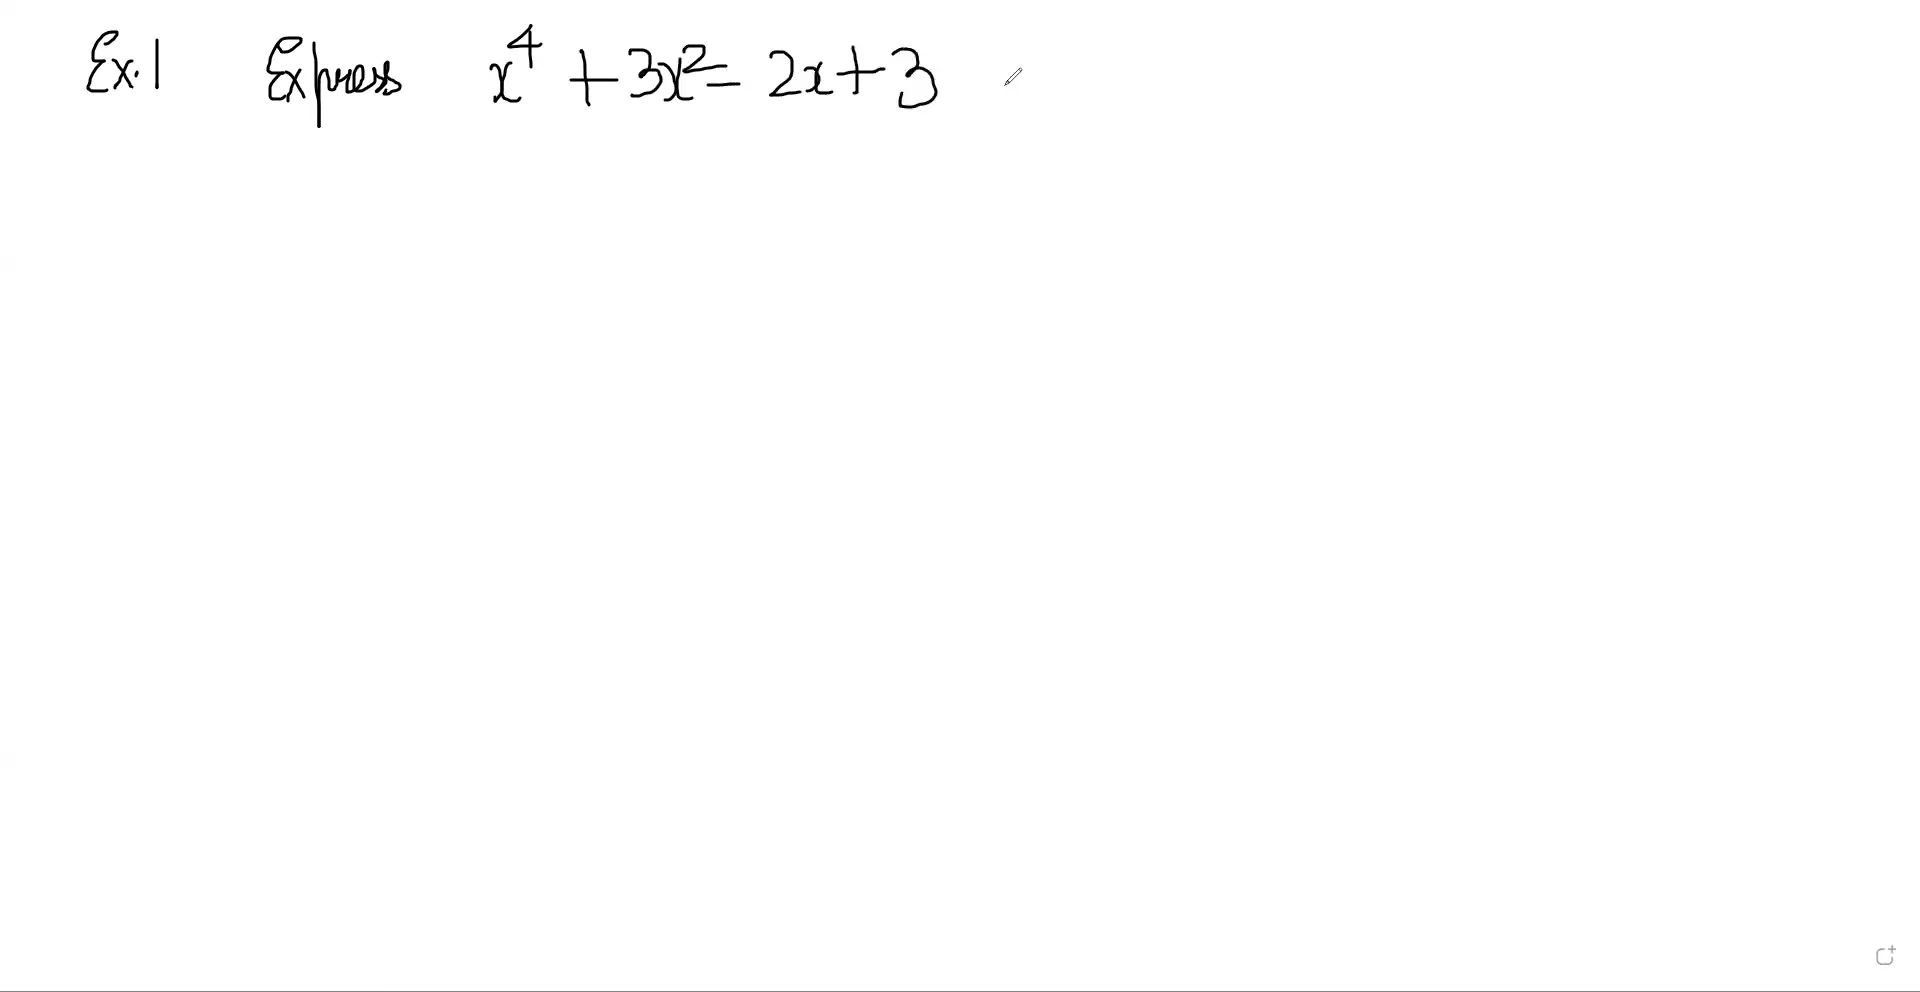 Ex.1 Express x⁴ + 3x² = 2x + 3